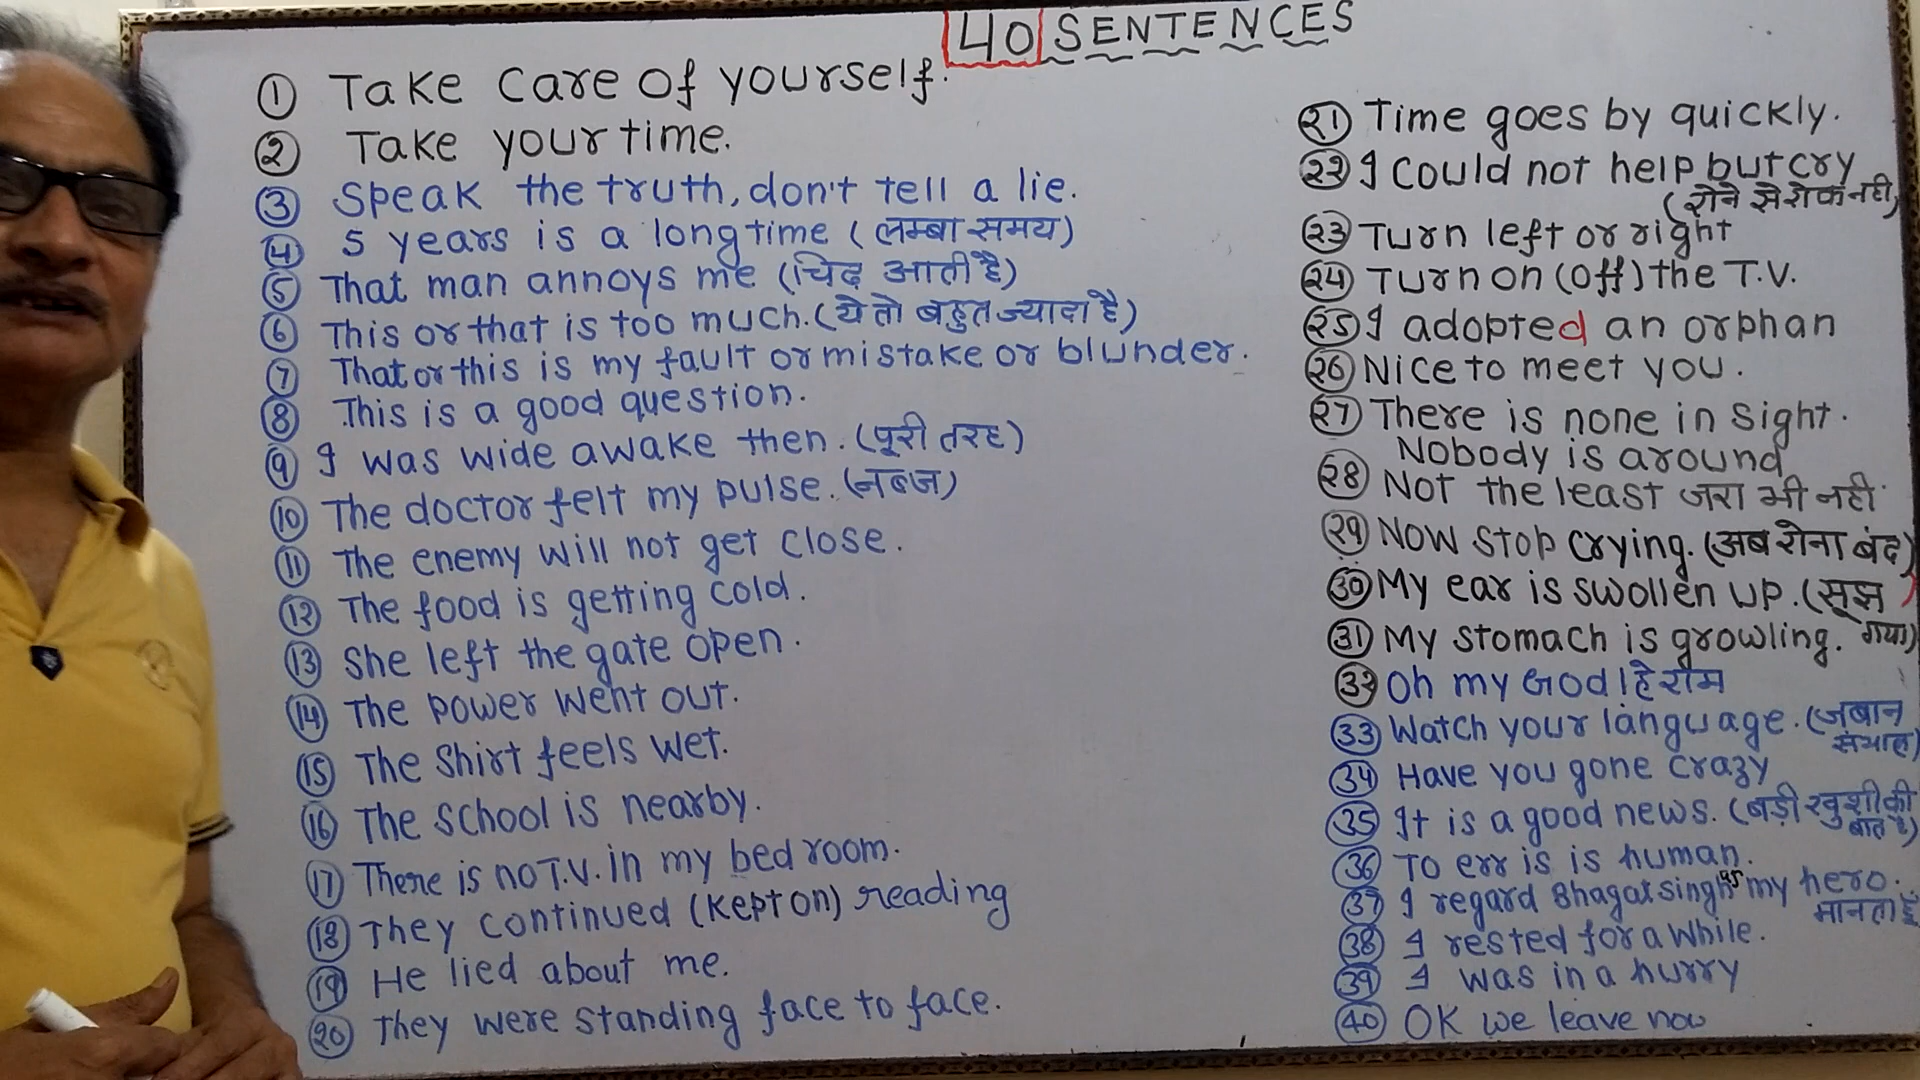 40 SENTENCES
① Take care of yourself.
② Take your time.
③ Speak the truth, don't tell a lie.
④ 5 years is a long time (लम्बा समय)
⑤ That man annoys me (चिढ़ आती है)
⑥ This or that is too much. (ये तो बहुत ज्यादा है)
⑦ That or this is my fault or mistake or blunder.
⑧ This is a good question.
⑨ I was wide awake then. (पूरी तरह)
⑩ The doctor felt my pulse. (नब्ज)
⑪ The enemy will not get close.
⑫ The food is getting cold.
⑬ She left the gate open.
⑭ The power went out.
⑮ The Shirt feels wet.
⑯ The school is nearby.
⑰ There is no T.V. in my bed room.
⑱ They continued (Kept on) reading
⑲ He lied about me.
⑳ They were standing face to face.
㉑ Time goes by quickly.
㉒ I could not help but cry
(रोने से रोक नही)
㉓ Turn left or right
㉔ Turn on (off) the T.V.
㉕ I adopted an orphan
㉖ Nice to meet you.
㉗ There is none in sight.
Nobody is around
㉘ Not the least जरा भी नही
㉙ Now stop crying. (अब रोना बंद)
㉚ My ear is swollen up. (सूझ
गया)
㉛ My stomach is growling.
㉜ Oh my God! हे राम
㉝ Watch your language. (जबान
संभाल)
㉞ Have you gone crazy
㉟ It is a good news. (बड़ी खुशी की
बात है)
㊱ To err is is human.
㊲ I regard Bhagat singh as my hero.
मानता हूँ
㊳ I rested for a while.
㊴ I was in a hurry
㊵ OK we leave now